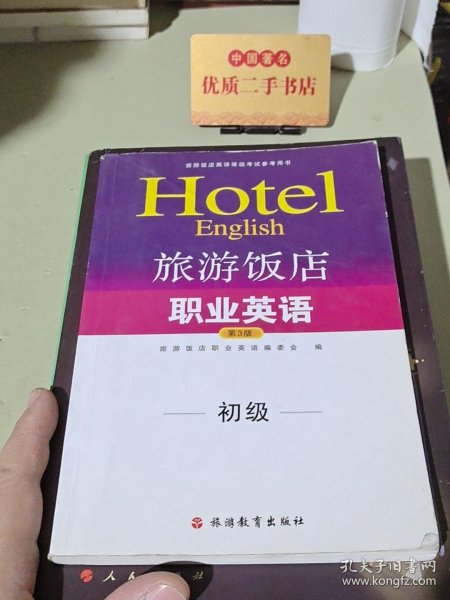 中国著名
优质二手书店
旅游饭店英语等级考试参考用书
Hotel
English
旅游饭店
职业英语
第3版
旅游饭店职业英语编委会 编
初级
旅游教育出版社
人
社
孔夫子旧书网
www.kongfz.com